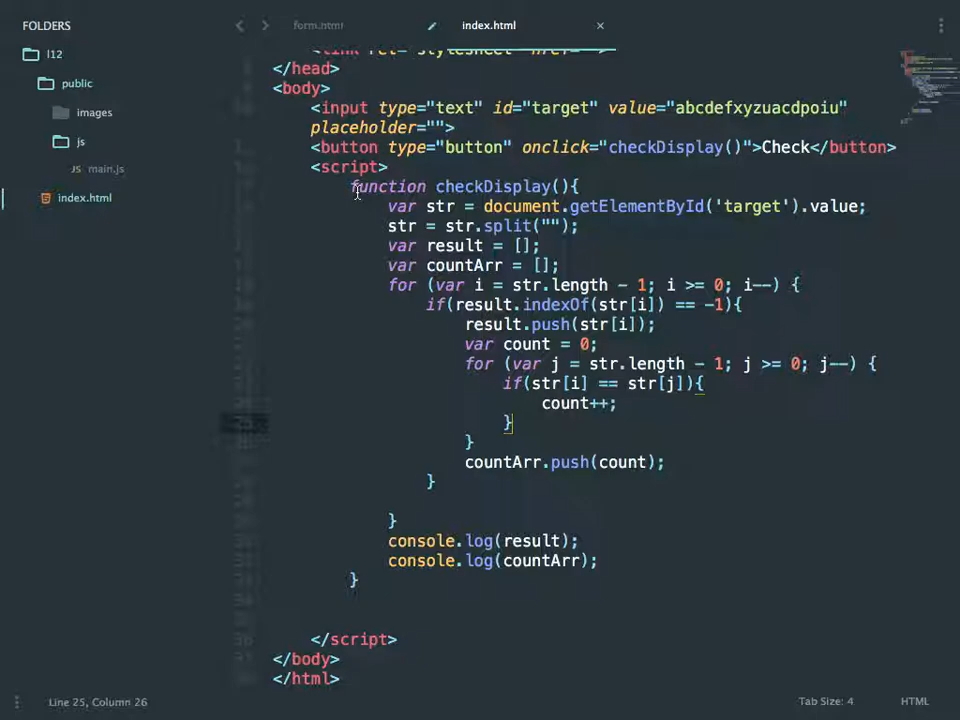 FOLDERS
form.html
index.html
l12
public
images
js
main.js
index.html
<link rel="stylesheet" href="">
</head>
<body>
<input type="text" id="target" value="abcdefxyzuacdpoiu"
placeholder="">
<button type="button" onclick="checkDisplay()">Check</button>
<script>
function checkDisplay(){
var str = document.getElementById('target').value;
str = str.split("");
var result = [];
var countArr = [];
for (var i = str.length - 1; i >= 0; i--) {
if(result.indexOf(str[i]) == -1){
result.push(str[i]);
var count = 0;
for (var j = str.length - 1; j >= 0; j--) {
if(str[i] == str[j]){
count++;
}
}
countArr.push(count);
}
}
console.log(result);
console.log(countArr);
}
</script>
</body>
</html>
Line 25, Column 26
Tab Size: 4
HTML